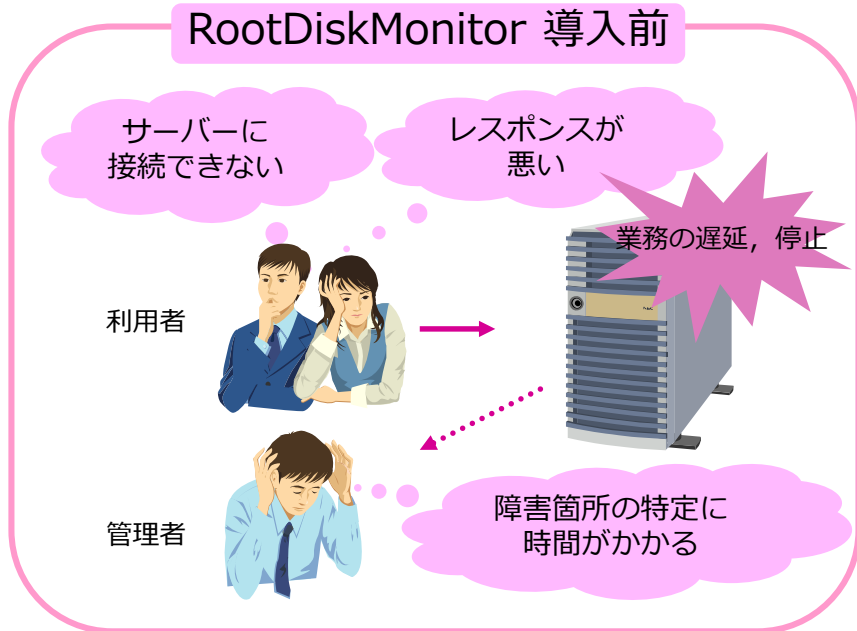 RootDiskMonitor 導入前
サーバーに
接続できない
レスポンスが
悪い
業務の遅延，停止
利用者
管理者
障害箇所の特定に
時間がかかる